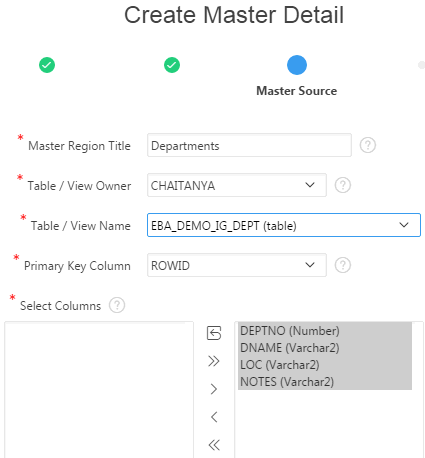 Create Master Detail
Master Source
* Master Region Title Departments ?
* Table / View Owner CHAITANYA ?
* Table / View Name EBA_DEMO_IG_DEPT (table)
* Primary Key Column ROWID ?
* Select Columns ?
DEPTNO (Number)
DNAME (Varchar2)
LOC (Varchar2)
NOTES (Varchar2)